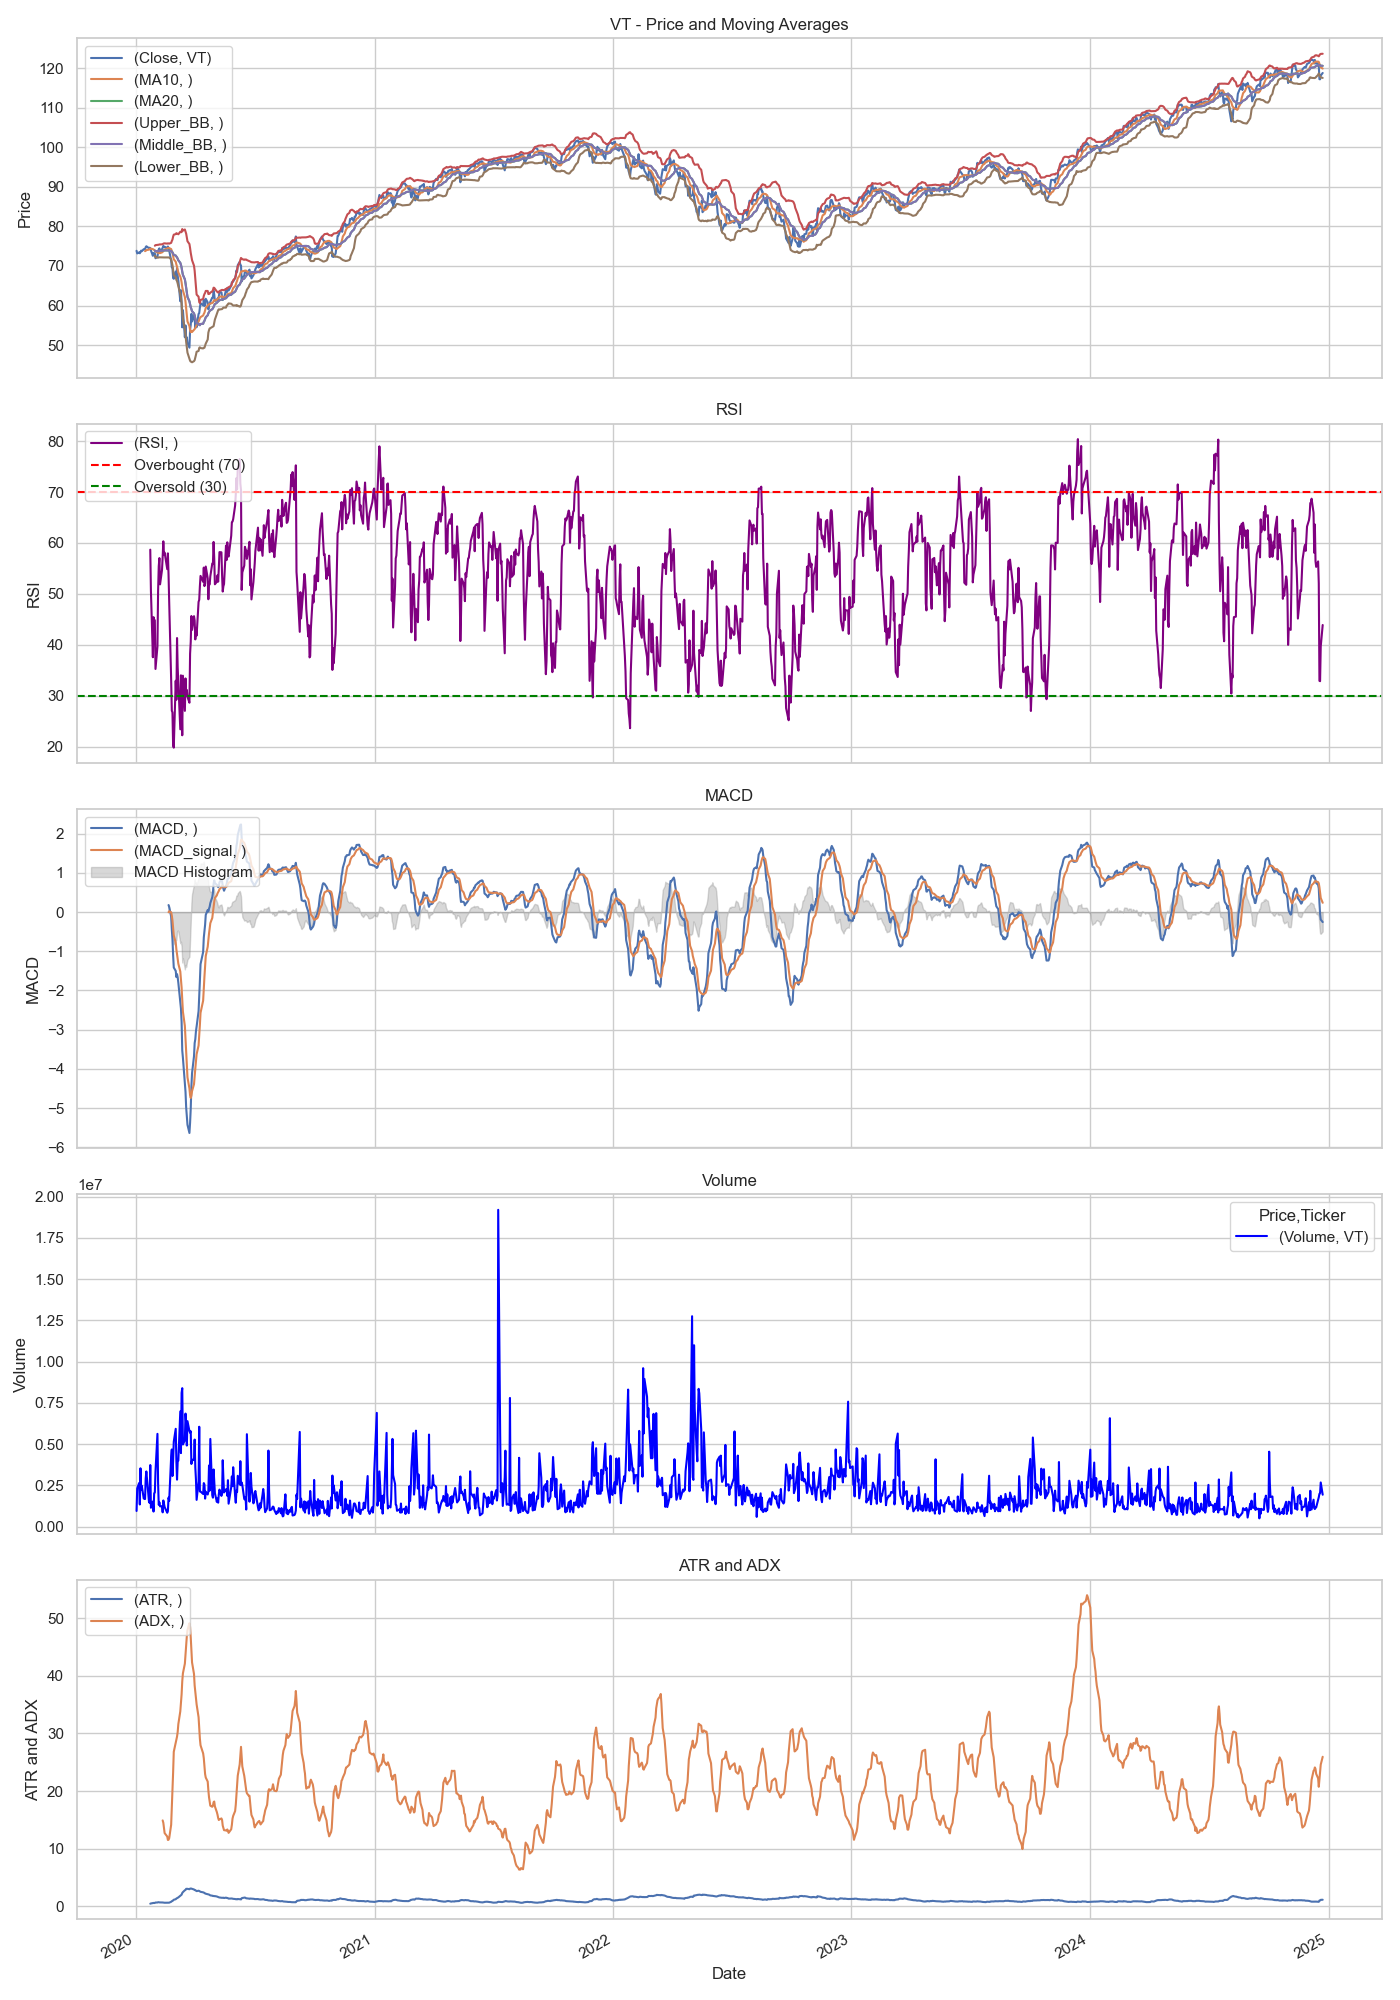 VT - Price and Moving Averages
(Close, VT)
(MA10, )
(MA20, )
(Upper_BB, )
(Middle_BB, )
(Lower_BB, )
120
110
100
90
80
70
60
50
Price
RSI
(RSI, )
Overbought (70)
Oversold (30)
80
70
60
50
40
30
20
RSI
MACD
(MACD, )
(MACD_signal, )
MACD Histogram
2
1
0
−1
−2
−3
−4
−5
−6
MACD
Volume
1e7
Price,Ticker
(Volume, VT)
2.00
1.75
1.50
1.25
1.00
0.75
0.50
0.25
0.00
Volume
ATR and ADX
(ATR, )
(ADX, )
50
40
30
20
10
0
ATR and ADX
2020
2021
2022
2023
2024
2025
Date